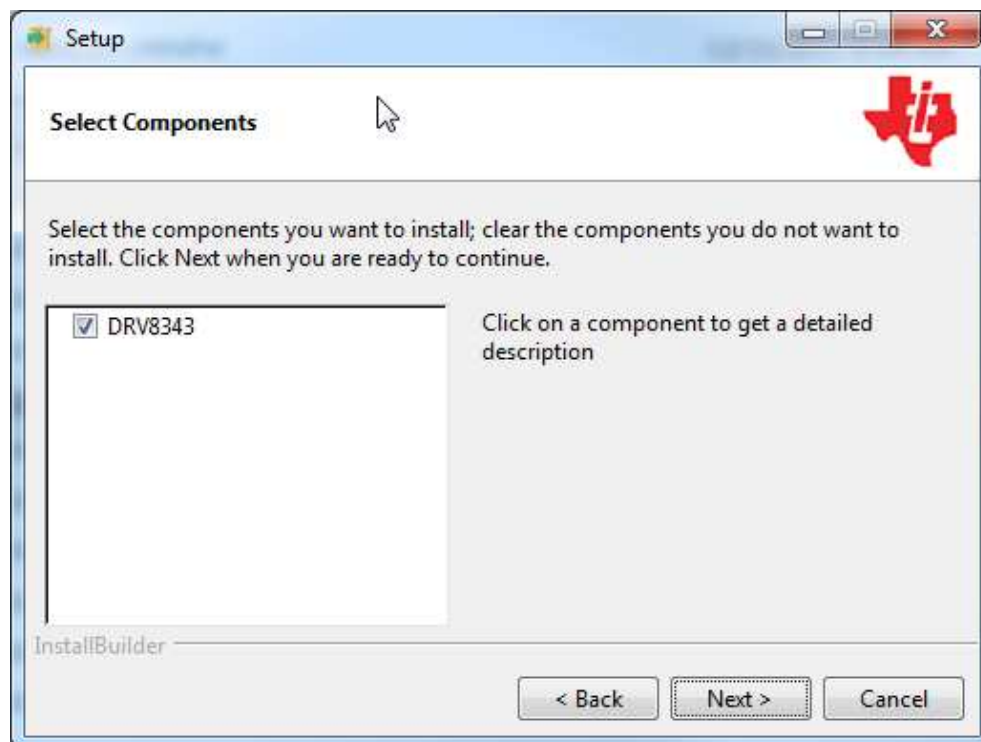 Setup
Select Components
Select the components you want to install; clear the components you do not want to
install. Click Next when you are ready to continue.
DRV8343
Click on a component to get a detailed
description
InstallBuilder
< Back
Next >
Cancel